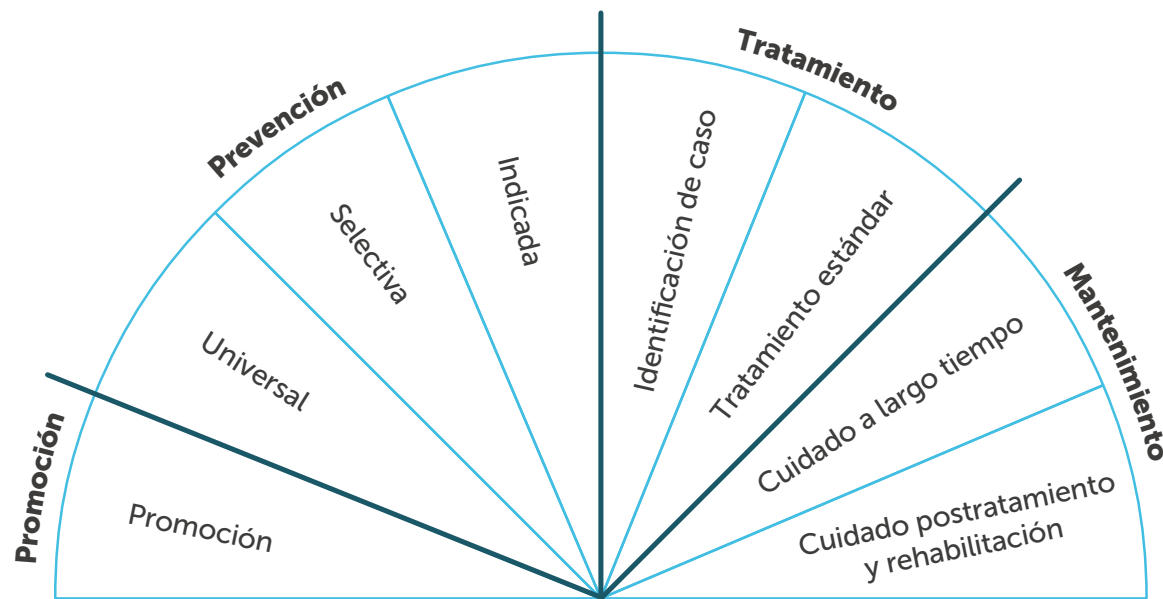 Promoción
Promoción
Prevención
Universal
Selectiva
Indicada
Tratamiento
Identificación de caso
Tratamiento estándar
Mantenimiento
Cuidado a largo tiempo
Cuidado postratamiento
y rehabilitación